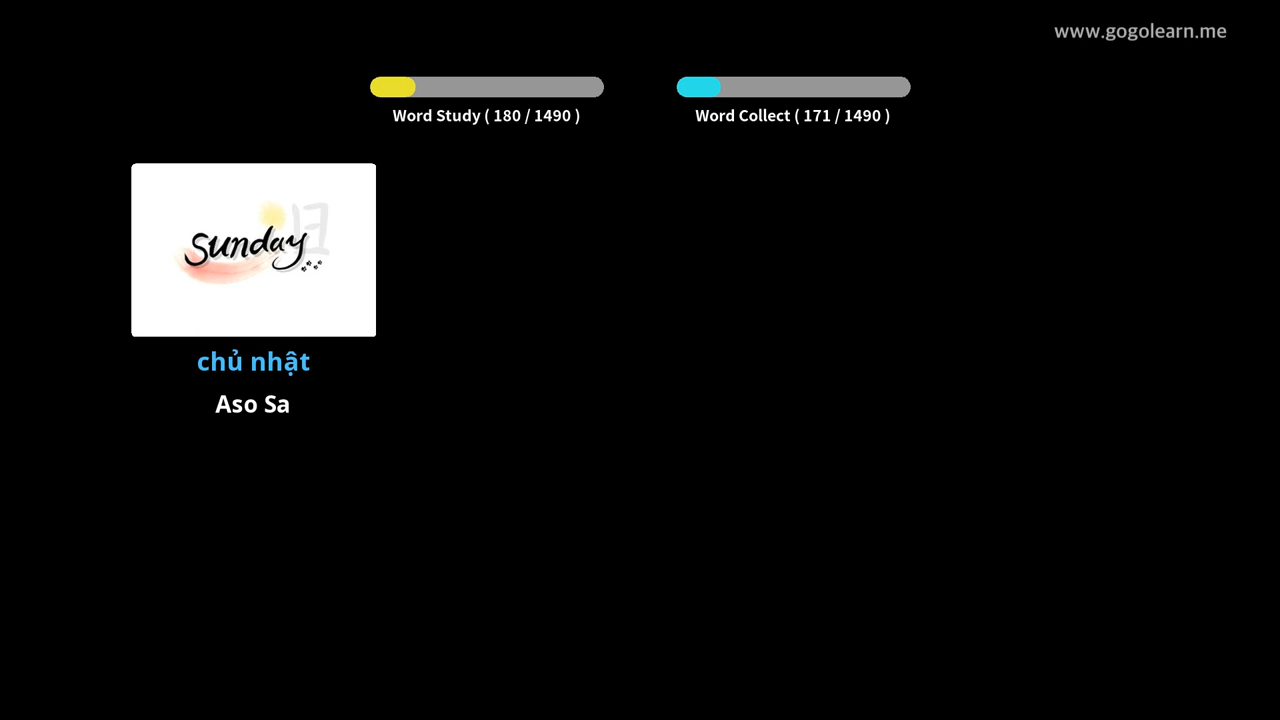 www.gogolearn.me
Word Study ( 180 / 1490 )
Word Collect ( 171 / 1490 )
Sunday
chủ nhật
Aso Sa